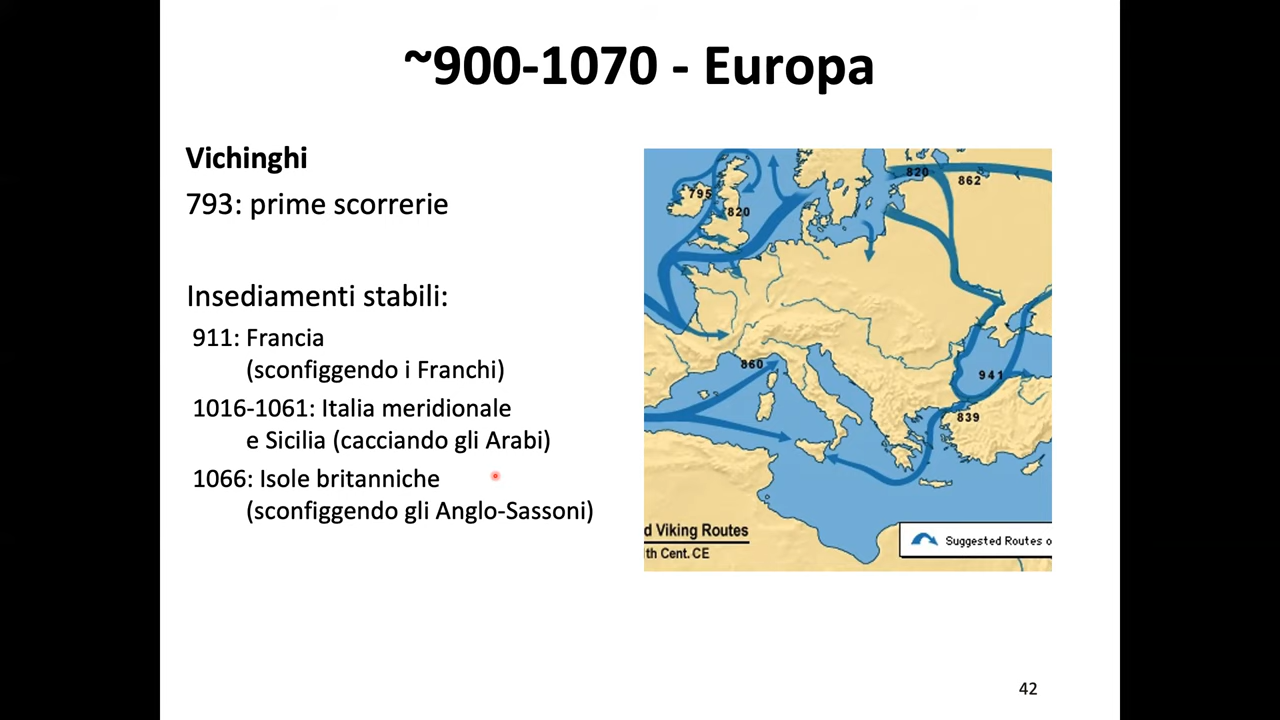 ~900-1070 - Europa
Vichinghi
793: prime scorrerie
Insediamenti stabili:
911: Francia
(sconfiggendo i Franchi)
1016-1061: Italia meridionale
e Sicilia (cacciando gli Arabi)
1066: Isole britanniche
(sconfiggendo gli Anglo-Sassoni)
820
862
795
820
860
941
839
d Viking Routes
th Cent. CE
Suggested Routes o
42